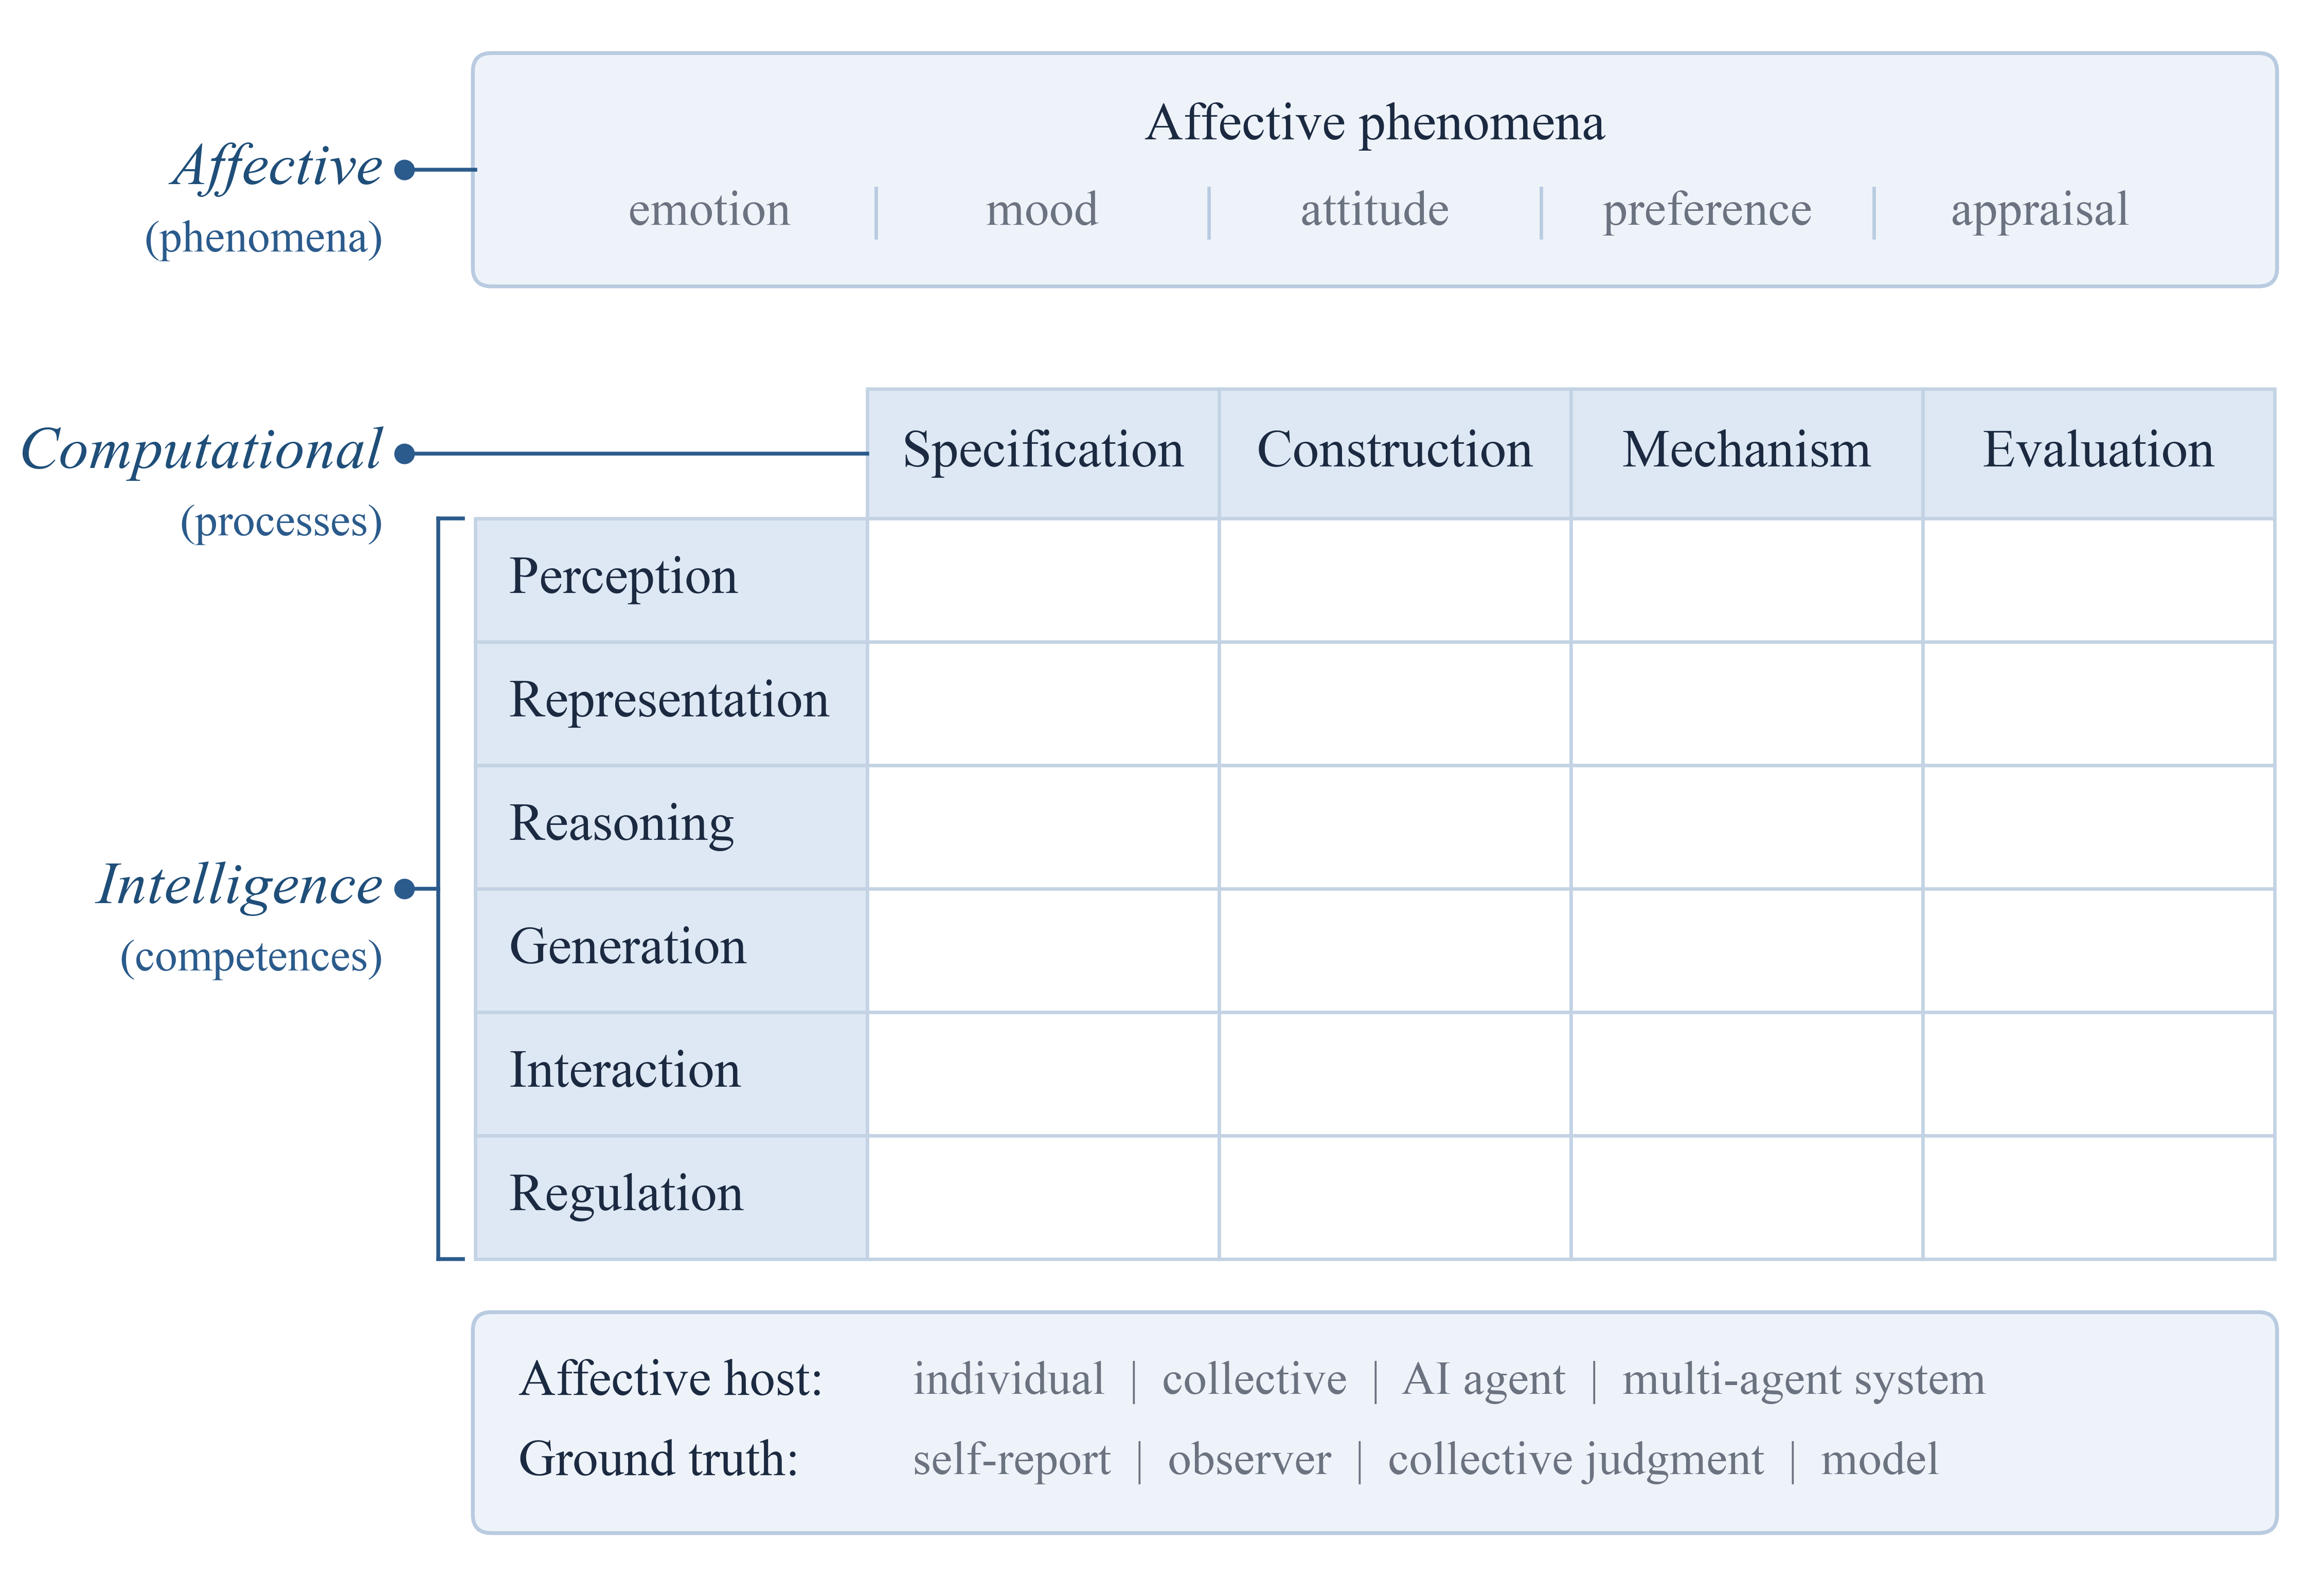 Affective phenomena
Affective
(phenomena)
emotion | mood | attitude | preference | appraisal
Computational
(processes)
Specification Construction Mechanism Evaluation
Perception
Representation
Reasoning
Intelligence
(competences)
Generation
Interaction
Regulation
Affective host: individual | collective | AI agent | multi-agent system
Ground truth: self-report | observer | collective judgment | model